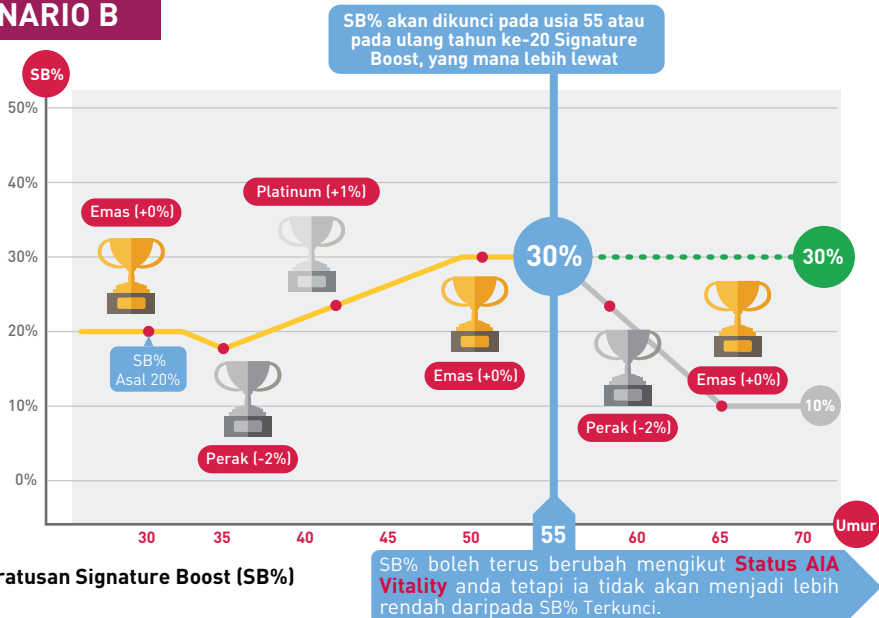 NARIO B
SB% akan dikunci pada usia 55 atau
pada ulang tahun ke-20 Signature
Boost, yang mana lebih lewat
SB%
50%
40%
30%
20%
10%
0%
Emas (+0%)
Platinum (+1%)
SB%
Asal 20%
Perak (-2%)
Emas (+0%)
30%
30%
Perak (-2%)
Emas (+0%)
10%
30 35 40 45 50 55 60 65 70
Umur
ratusan Signature Boost (SB%)
SB% boleh terus berubah mengikut Status AIA
Vitality anda tetapi ia tidak akan menjadi lebih
rendah daripada SB% Terkunci.